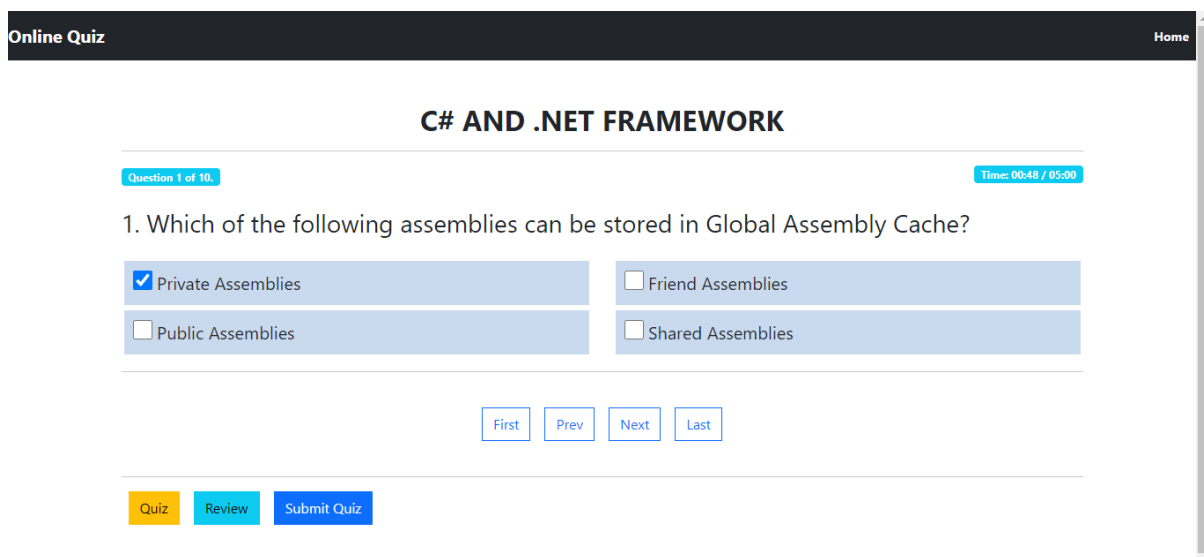 Online Quiz Home
C# AND .NET FRAMEWORK
Question 1 of 10. Time: 00:48 / 05:00
1. Which of the following assemblies can be stored in Global Assembly Cache?
Private Assemblies Friend Assemblies
Public Assemblies Shared Assemblies
First Prev Next Last
Quiz Review Submit Quiz